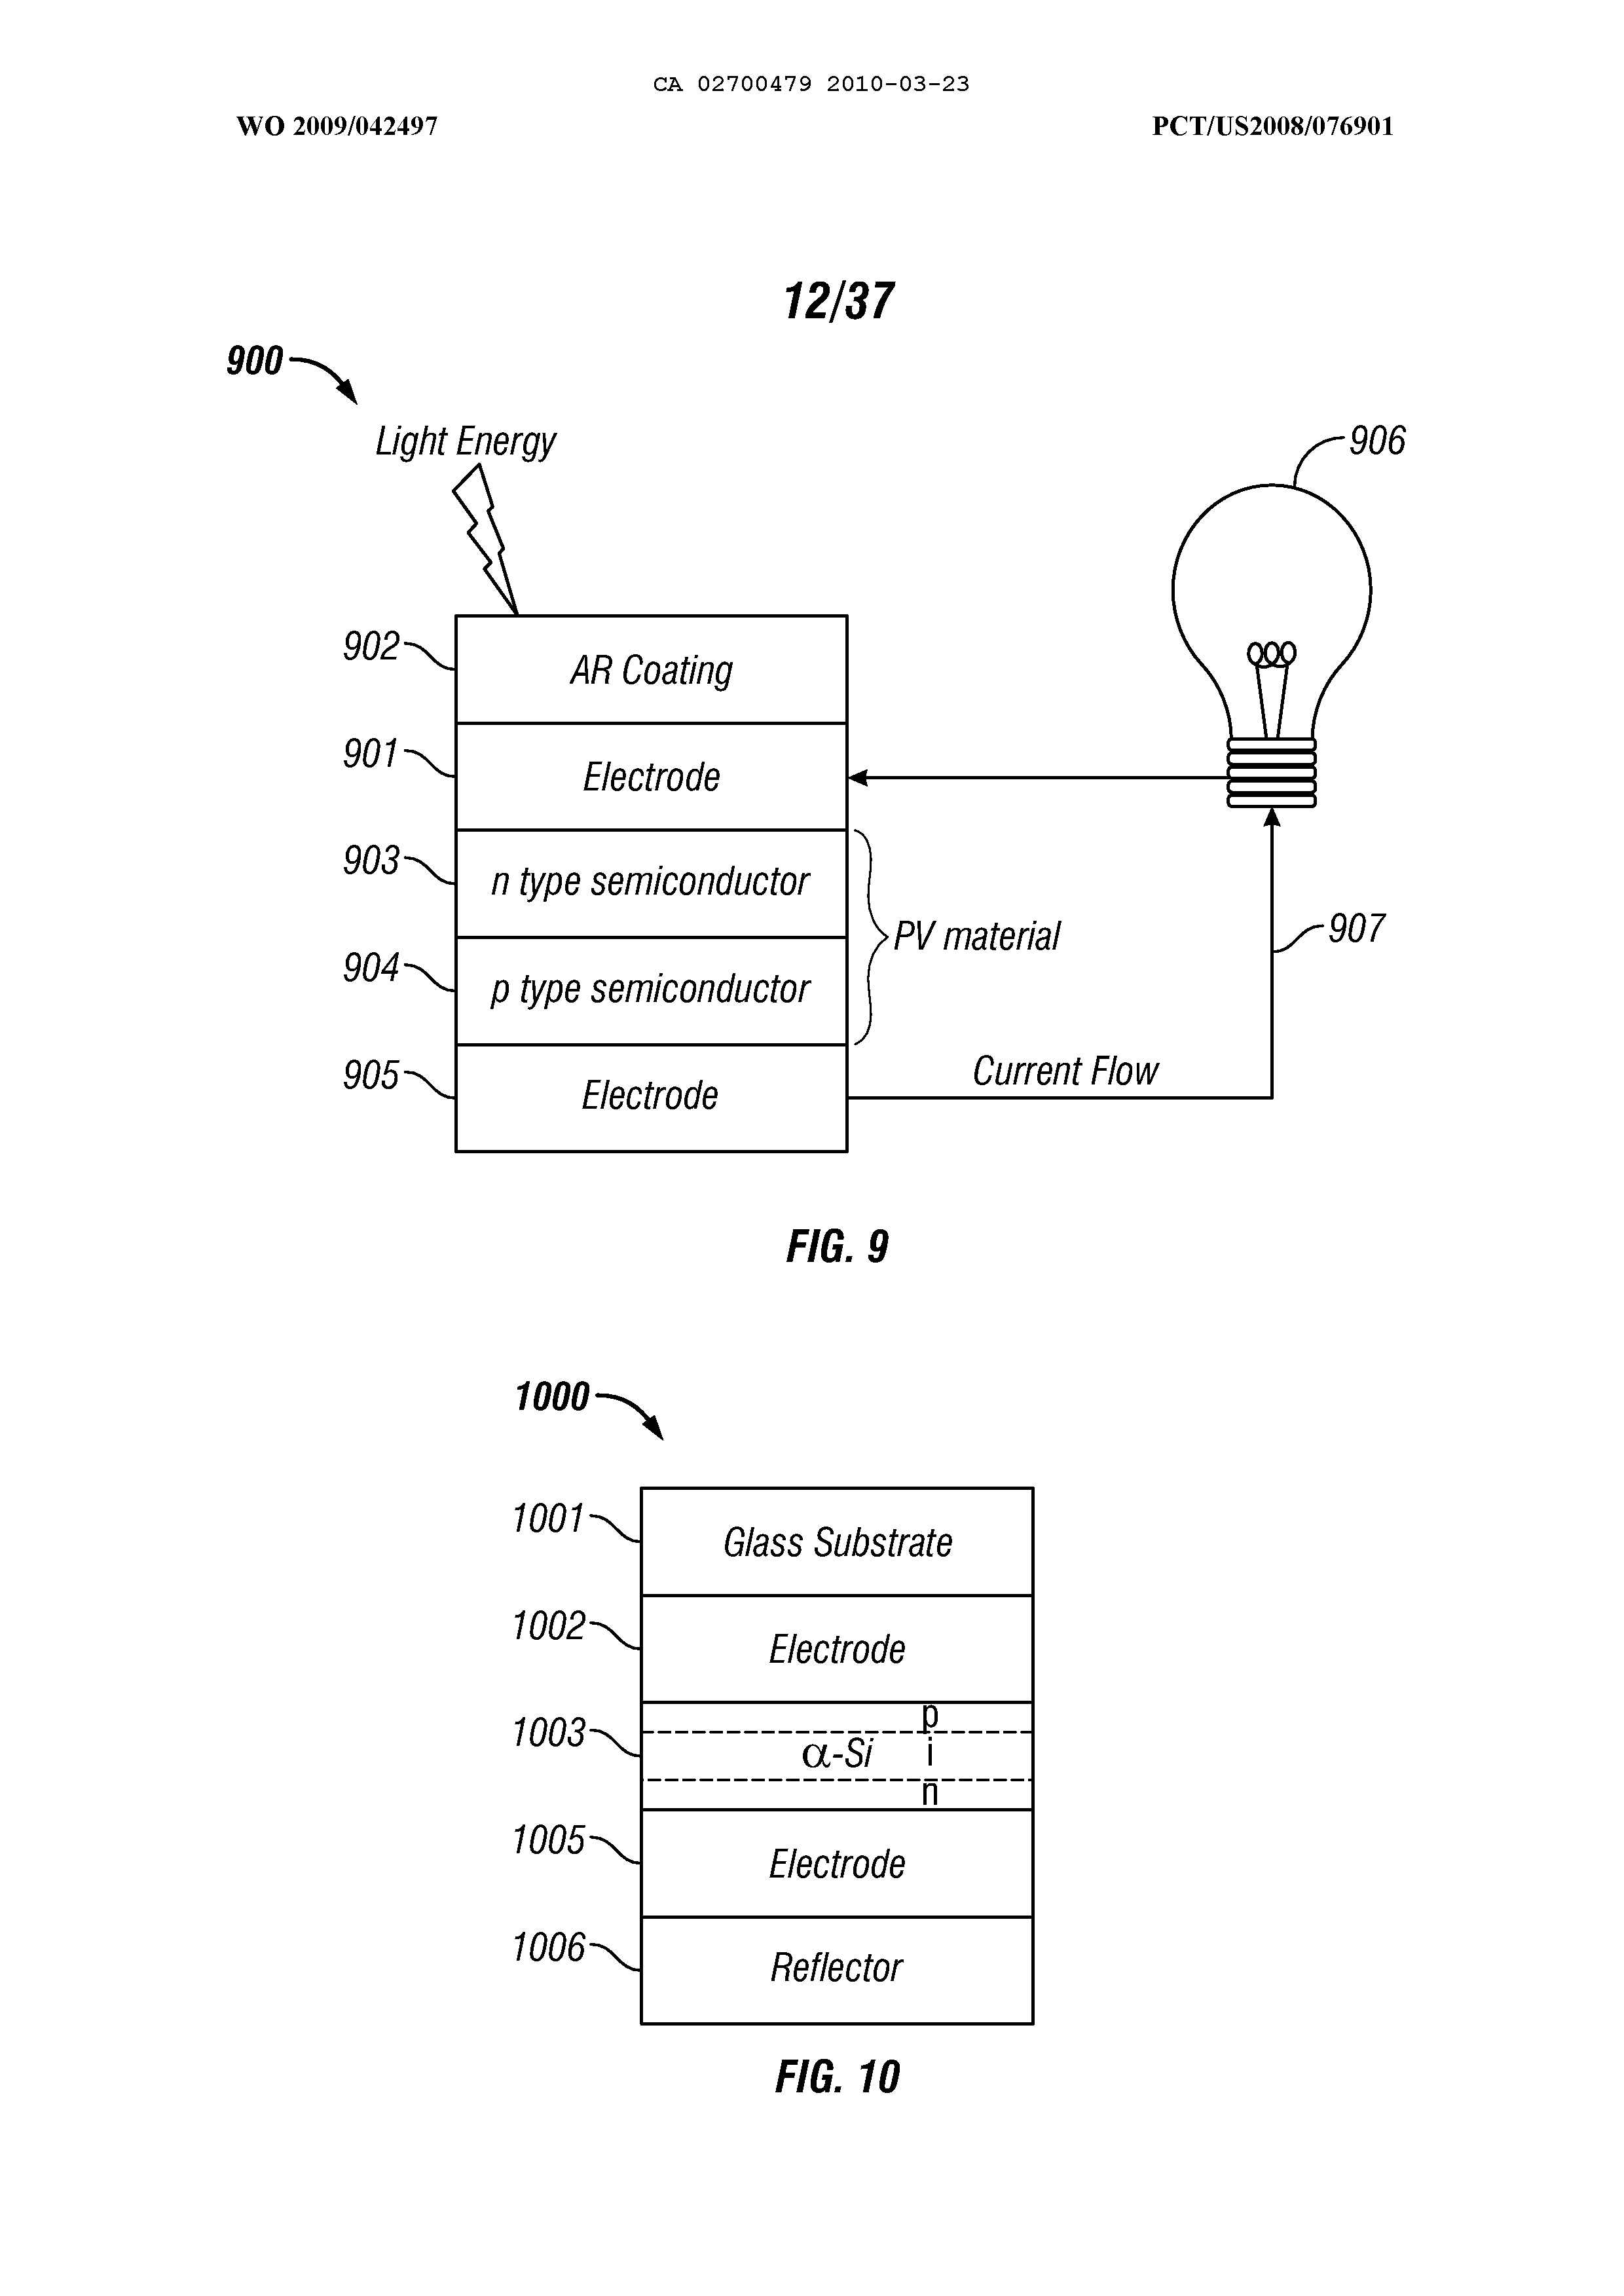 CA 02700479 2010-03-23
WO 2009/042497
PCT/US2008/076901
12/37
900
Light Energy
906
902
AR Coating
901
Electrode
903
n type semiconductor
PV material
907
904
p type semiconductor
905
Electrode
Current Flow
FIG. 9
1000
1001
Glass Substrate
1002
Electrode
p
1003
α-Si
i
n
1005
Electrode
1006
Reflector
FIG. 10